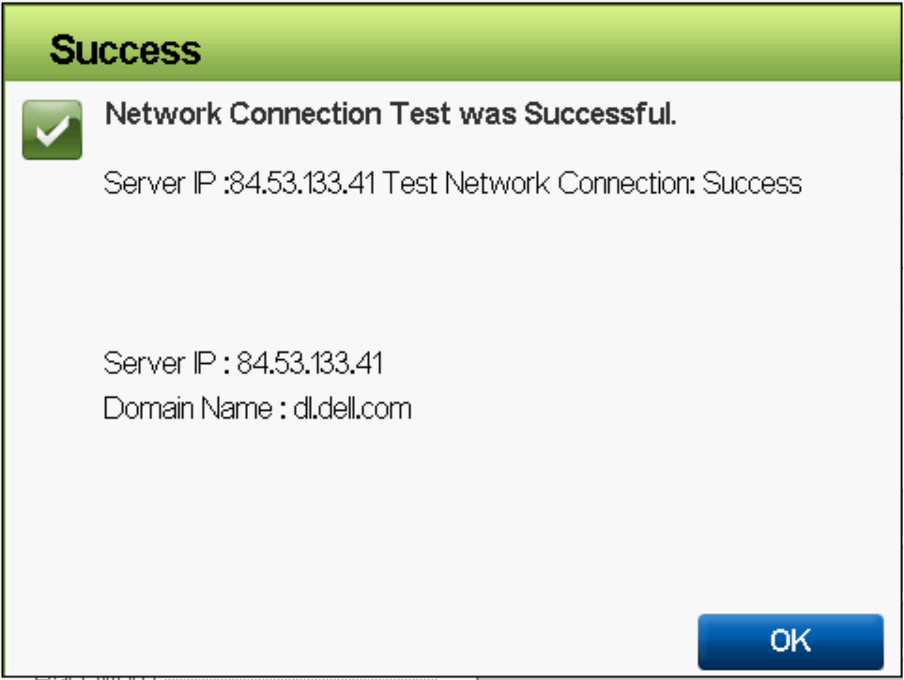 Success
Network Connection Test was Successful.
Server IP :84.53.133.41 Test Network Connection: Success
Server IP : 84.53.133.41
Domain Name : dl.dell.com
OK